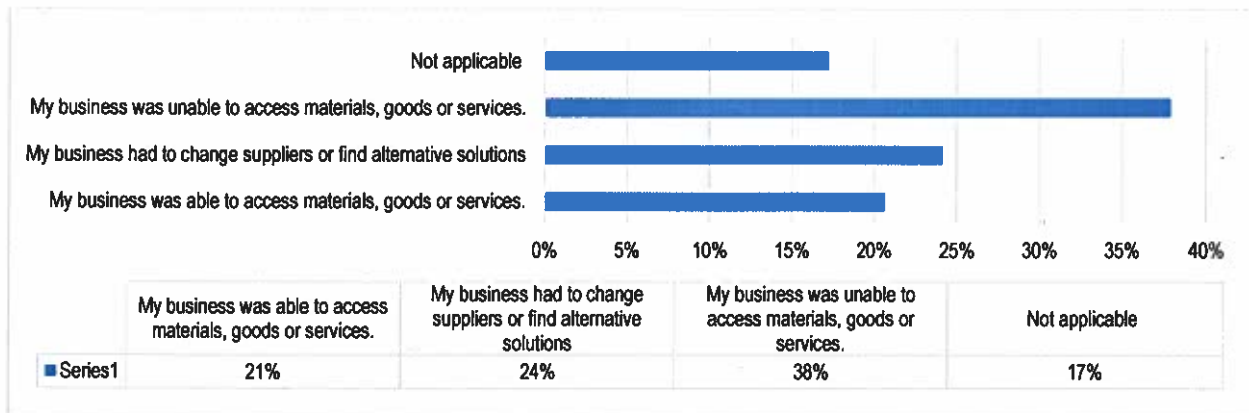 Not applicable
My business was unable to access materials, goods or services.
My business had to change suppliers or find alternative solutions
My business was able to access materials, goods or services.
0% 5% 10% 15% 20% 25% 30% 35% 40%
My business was able to access
materials, goods or services.
My business had to change
suppliers or find alternative
solutions
My business was unable to
access materials, goods or
services.
Not applicable
Series1 21% 24% 38% 17%